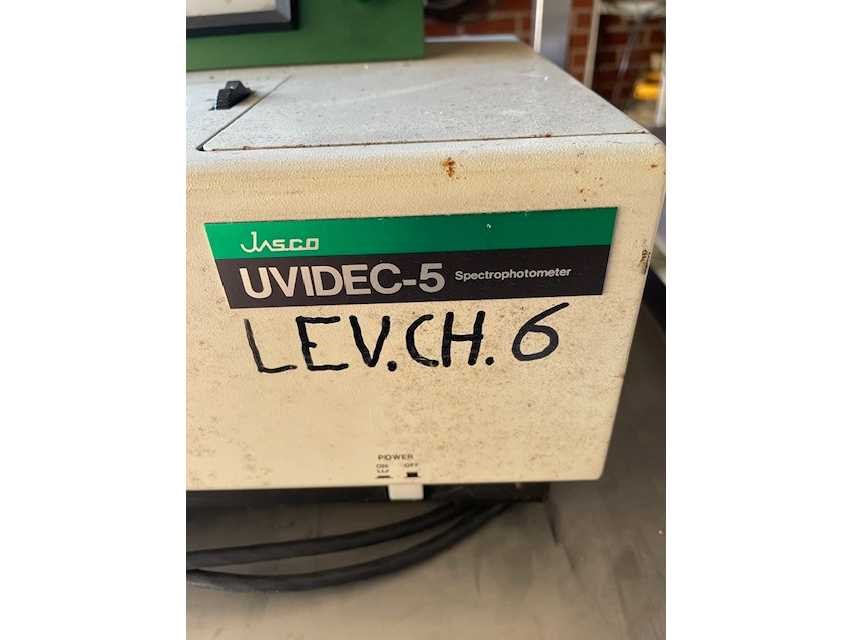 JASCO
UVIDEC-5 Spectrophotometer
LEV.CH.6
POWER
ON OFF